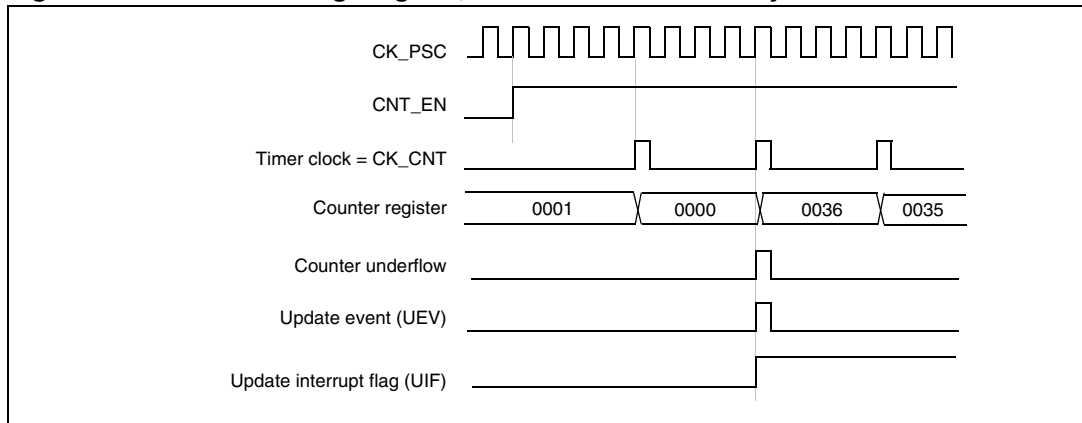 CK_PSC
CNT_EN
Timer clock = CK_CNT
Counter register 0001 0000 0036 0035
Counter underflow
Update event (UEV)
Update interrupt flag (UIF)